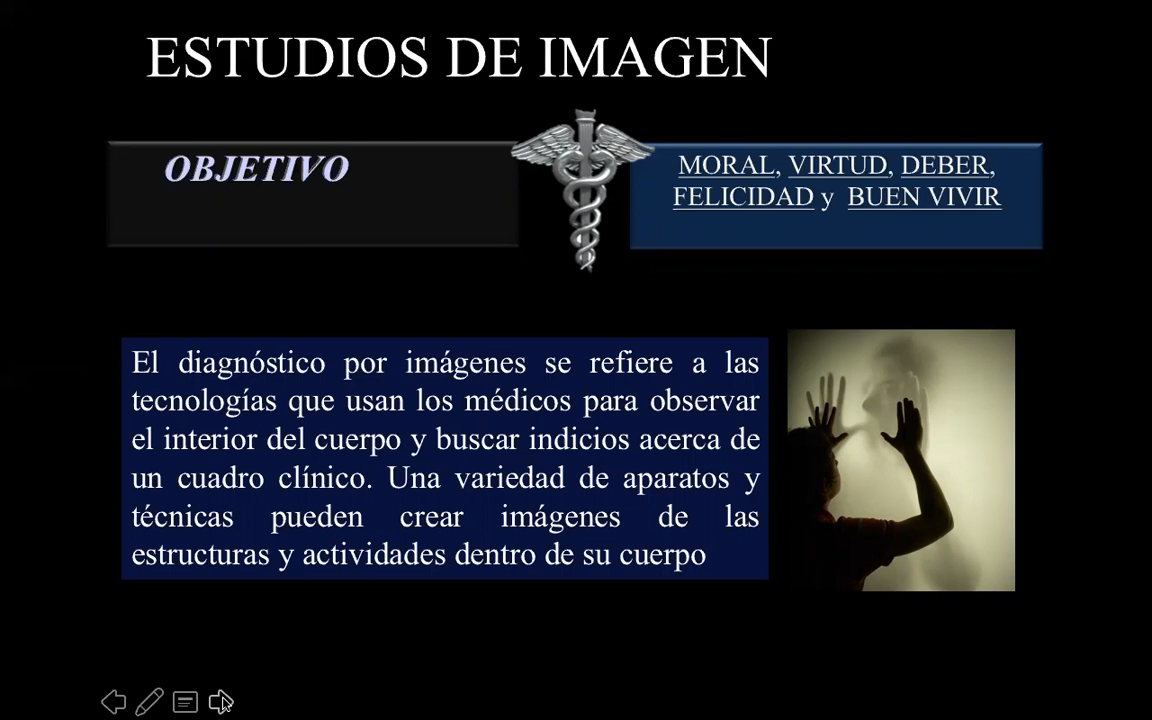 ESTUDIOS DE IMAGEN
OBJETIVO
MORAL, VIRTUD, DEBER,
FELICIDAD y BUEN VIVIR
El diagnóstico por imágenes se refiere a las
tecnologías que usan los médicos para observar
el interior del cuerpo y buscar indicios acerca de
un cuadro clínico. Una variedad de aparatos y
técnicas pueden crear imágenes de las
estructuras y actividades dentro de su cuerpo